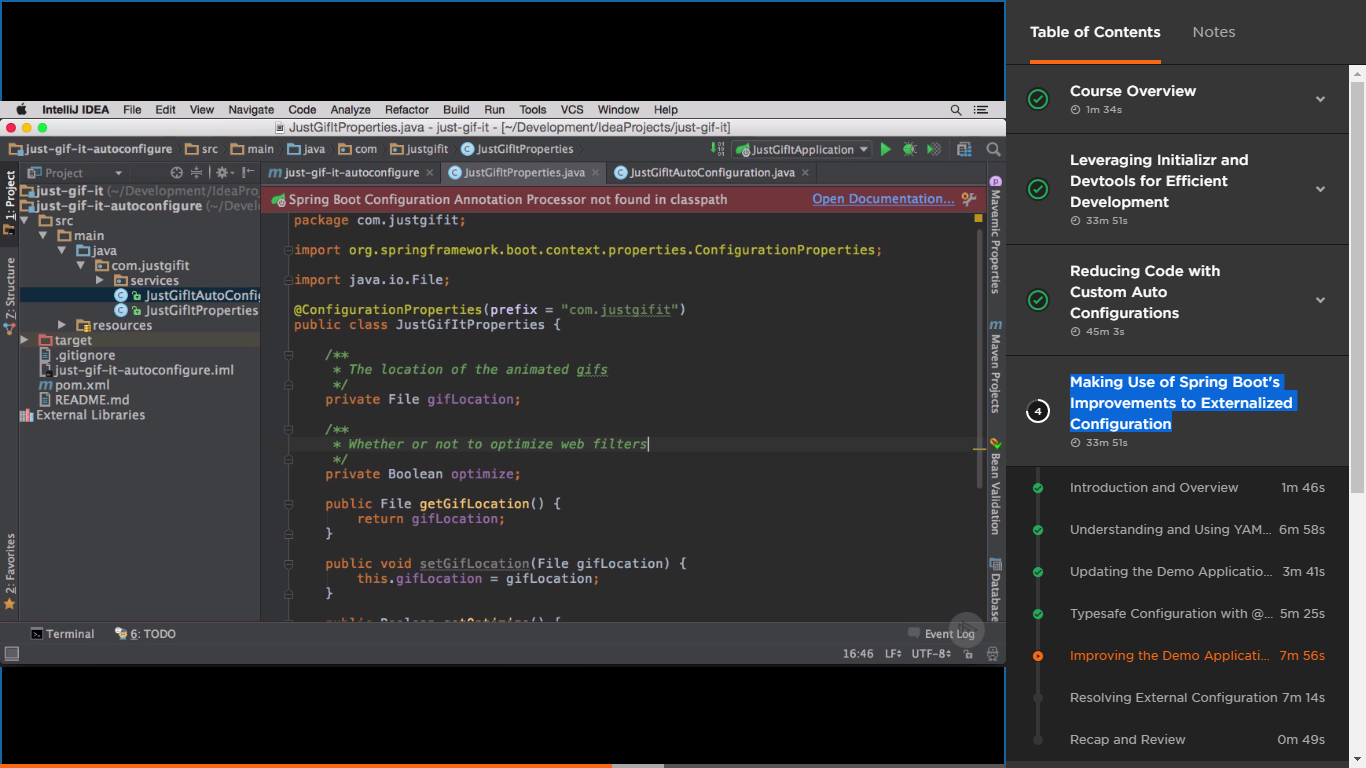 IntelliJ IDEA File Edit View Navigate Code Analyze Refactor Build Run Tools VCS Window Help
JustGifItProperties.java - just-gif-it - [~/Development/IdeaProjects/just-gif-it]
just-gif-it-autoconfigure src main java com justgifit JustGifItProperties JustGifItApplication
Project
just-gif-it-autoconfigure JustGifItProperties.java JustGifItAutoConfiguration.java
1: Project
Z: Structure
2: Favorites
just-gif-it (~/Development/IdeaPro
just-gif-it-autoconfigure (~/Deve
src
main
java
com.justgifit
services
JustGifItAutoConfig
JustGifItProperties
resources
target
.gitignore
just-gif-it-autoconfigure.iml
pom.xml
README.md
External Libraries
Spring Boot Configuration Annotation Processor not found in classpath Open Documentation...
package com.justgifit;
import org.springframework.boot.context.properties.ConfigurationProperties;
import java.io.File;
@ConfigurationProperties(prefix = "com.justgifit")
public class JustGifItProperties {
/**
* The location of the animated gifs
*/
private File gifLocation;
/**
* Whether or not to optimize web filters
*/
private Boolean optimize;
public File getGifLocation() {
return gifLocation;
}
public void setGifLocation(File gifLocation) {
this.gifLocation = gifLocation;
}
public Boolean getOptimize() {
Properties
Maven Projects
Bean Validation
Database
Terminal 6: TODO Event Log
16:46 LF UTF-8
Table of Contents Notes
Course Overview
1m 34s
Leveraging Initializr and
Devtools for Efficient
Development
33m 51s
Reducing Code with
Custom Auto
Configurations
45m 3s
4
Making Use of Spring Boot's
Improvements to Externalized
Configuration
33m 51s
Introduction and Overview 1m 46s
Understanding and Using YAM... 6m 58s
Updating the Demo Applicatio... 3m 41s
Typesafe Configuration with @... 5m 25s
Improving the Demo Applicati... 7m 56s
Resolving External Configuration 7m 14s
Recap and Review 0m 49s